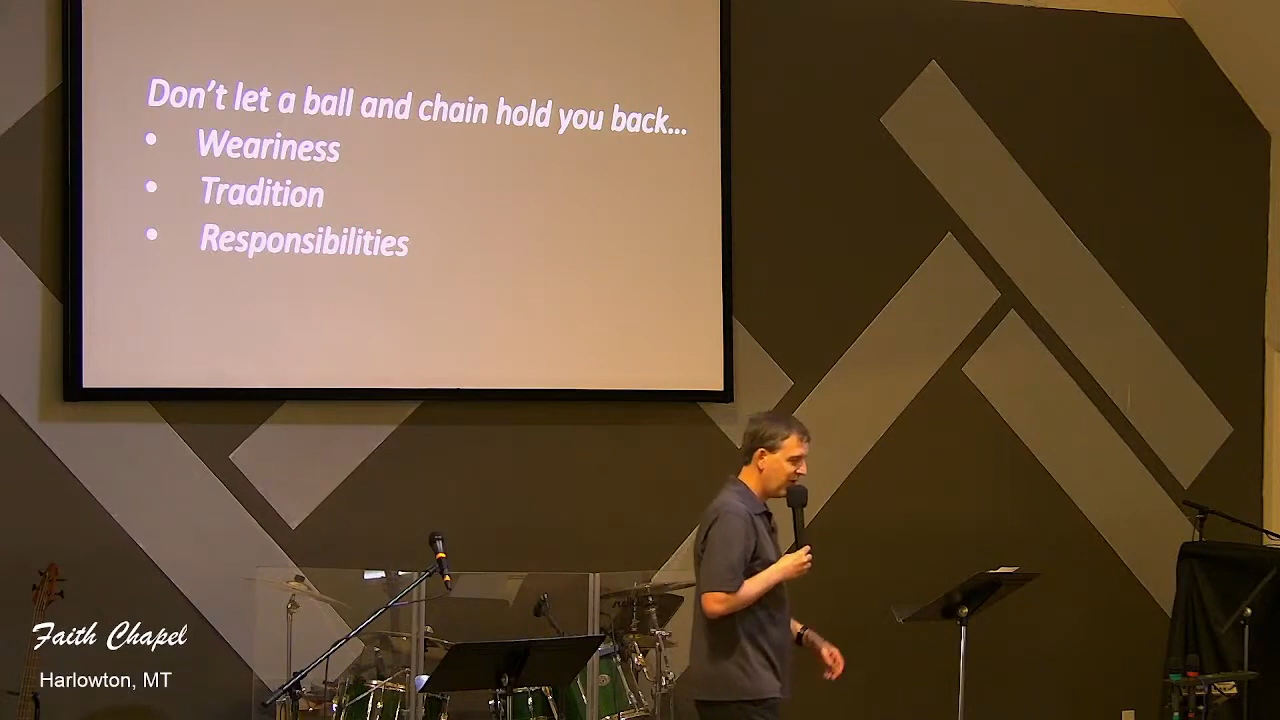 Don't let a ball and chain hold you back...
• Weariness
• Tradition
• Responsibilities
Faith Chapel
Harlowton, MT